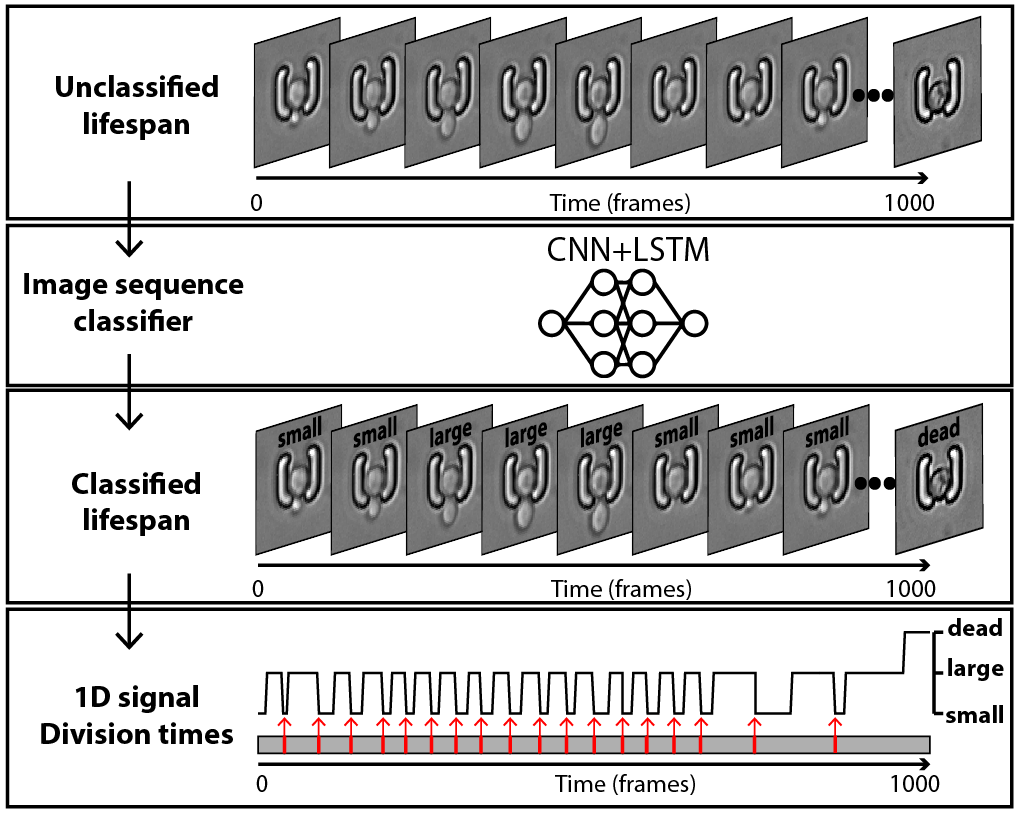 Unclassified
lifespan
0
Time (frames)
1000
Image sequence
classifier
CNN+LSTM
Classified
lifespan
small
small
large
large
large
small
small
small
dead
0
Time (frames)
1000
1D signal
Division times
dead
large
small
0
Time (frames)
1000